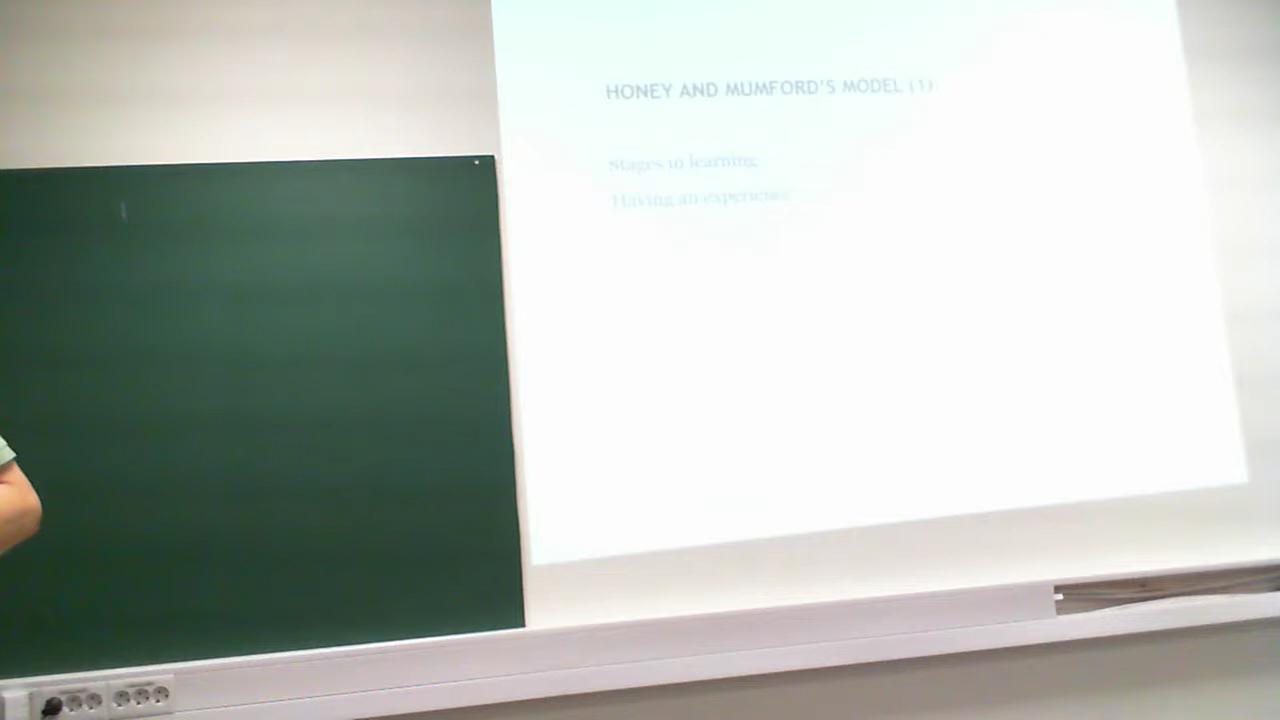 HONEY AND MUMFORD'S MODEL (1)
Stages in learning:
Having an experience